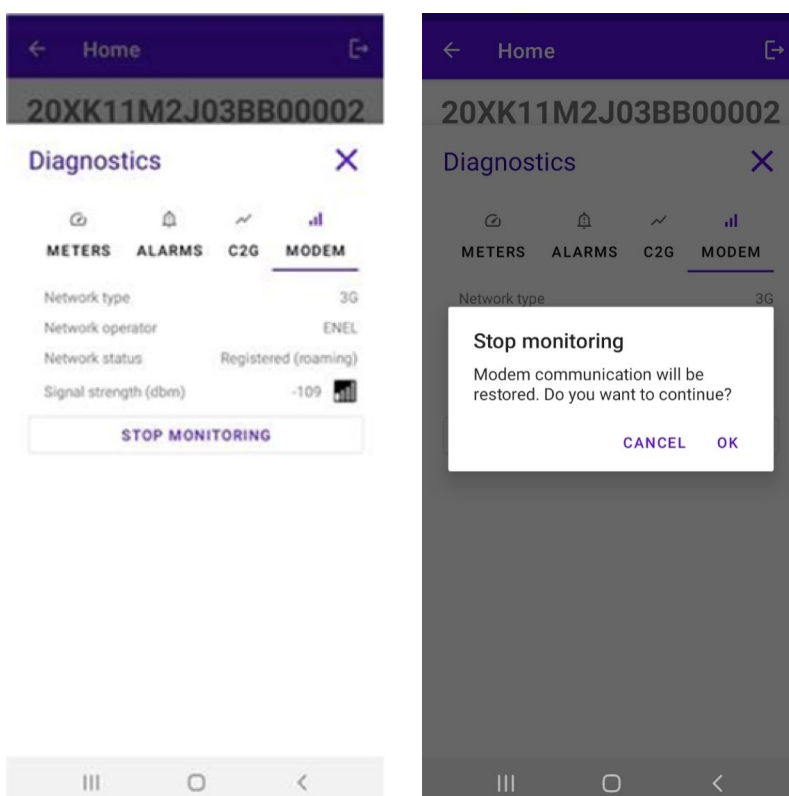 Home
20XK11M2J03BB00002
Diagnostics
METERS ALARMS C2G MODEM
Network type 3G
Network operator ENEL
Network status Registered (roaming)
Signal strength (dbm) -109
STOP MONITORING
Home
20XK11M2J03BB00002
Diagnostics
METERS ALARMS C2G MODEM
Network type 3G
Stop monitoring
Modem communication will be
restored. Do you want to continue?
CANCEL OK